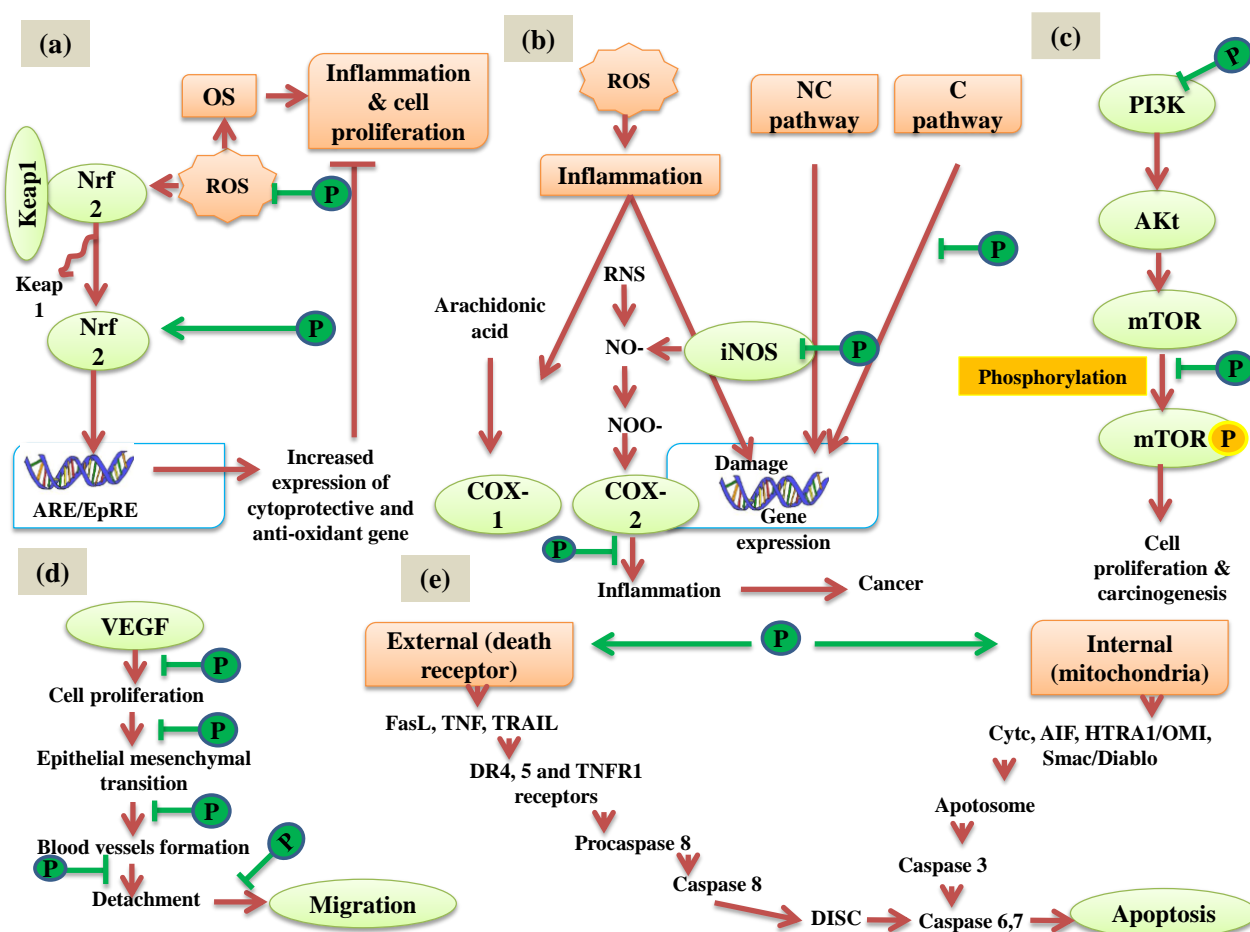 (a)
OS
Inflammation
& cell
proliferation
Keap1
Nrf
2
ROS
P
Keap
1
Nrf
2
P
ARE/EpRE
Increased
expression of
cytoprotective and
anti-oxidant gene
(b)
ROS
NC
pathway
C
pathway
Inflammation
P
RNS
Arachidonic
acid
NO-
iNOS
P
NOO-
COX-
1
COX-
2
Damage
Gene
expression
P
Inflammation
Cancer
(c)
P
PI3K
AKt
mTOR
Phosphorylation
P
mTOR
P
Cell
proliferation &
carcinogenesis
(d)
VEGF
P
Cell proliferation
P
Epithelial mesenchymal
transition
P
Blood vessels formation
P
P
Detachment
Migration
(e)
External (death
receptor)
P
Internal
(mitochondria)
FasL, TNF, TRAIL
DR4, 5 and TNFR1
receptors
Procaspase 8
Caspase 8
DISC
Cytc, AIF, HTRA1/OMI,
Smac/Diablo
Apotosome
Caspase 3
Caspase 6,7
Apoptosis